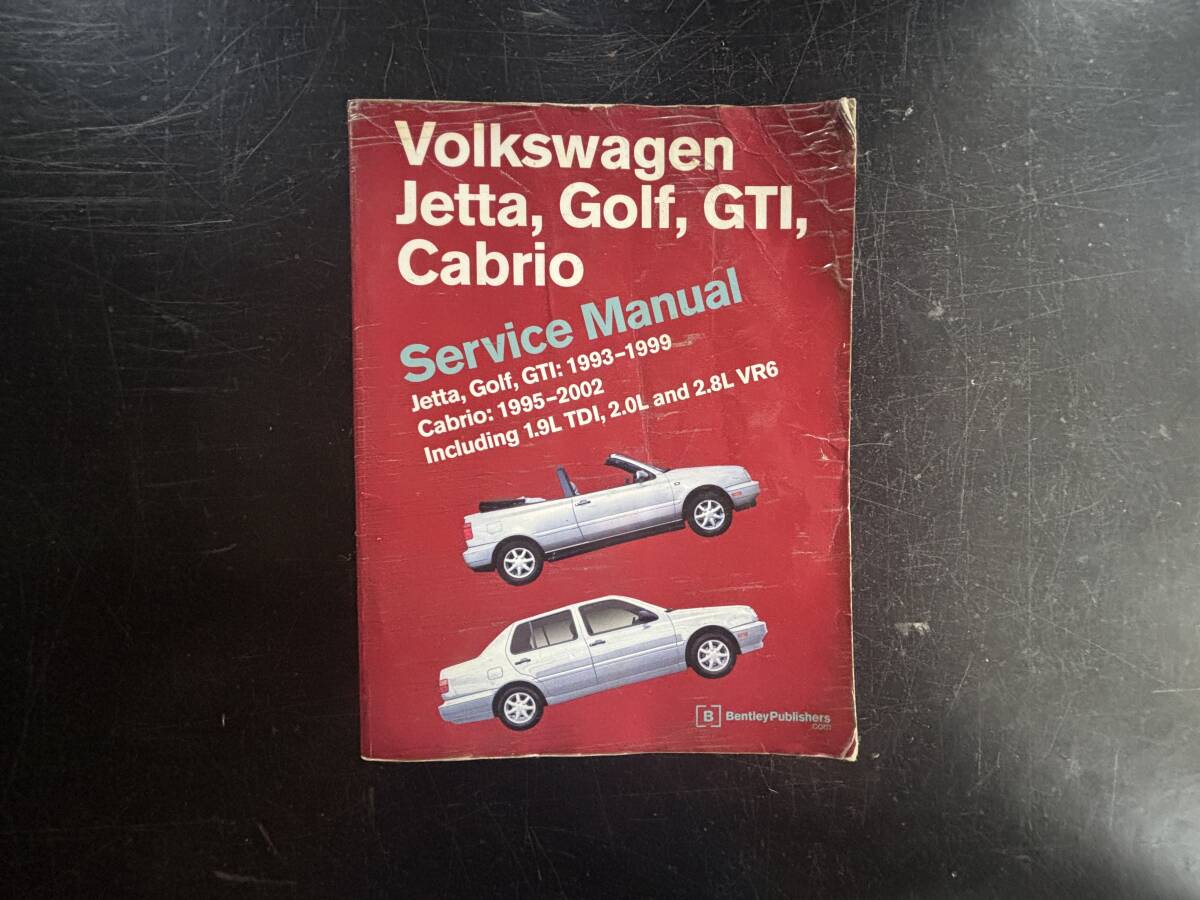 Volkswagen
Jetta, Golf, GTI,
Cabrio
Service Manual
Jetta, Golf, GTI: 1993–1999
Cabrio: 1995–2002
Including 1.9L TDI, 2.0L and 2.8L VR6
B BentleyPublishers
.com